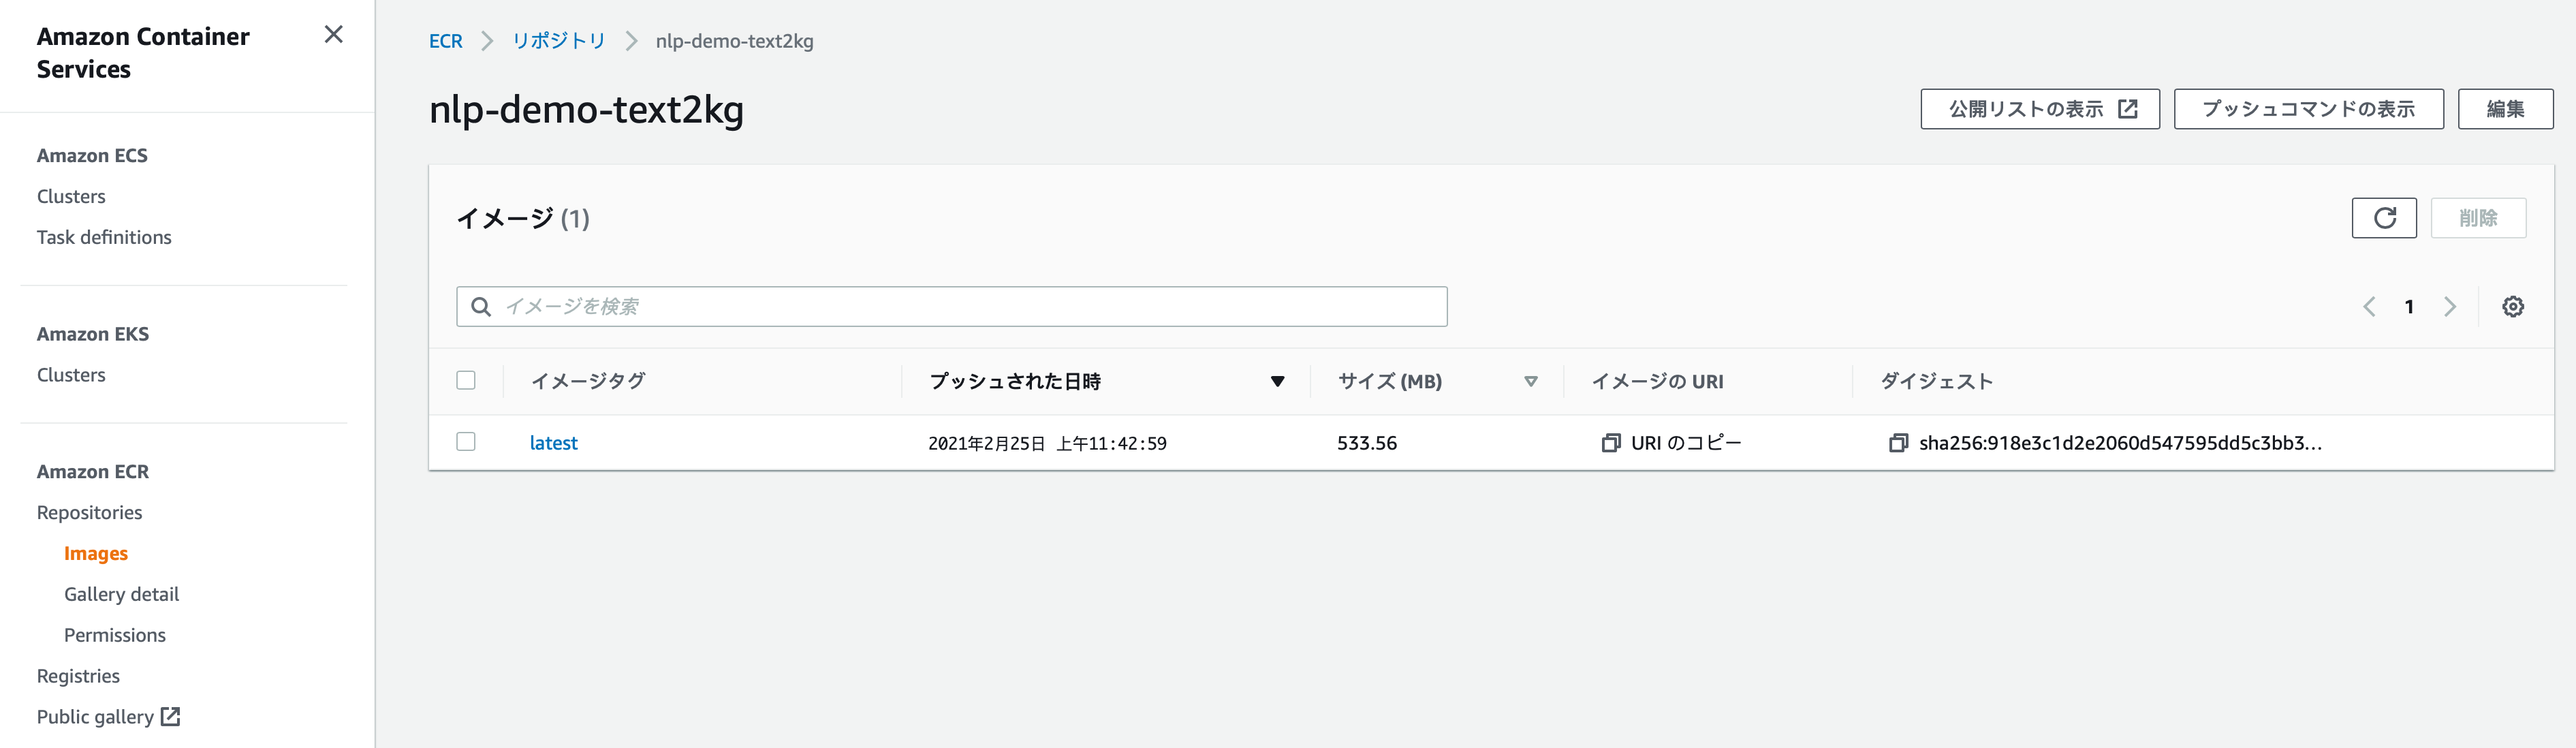 Amazon Container
Services
Amazon ECS
Clusters
Task definitions
Amazon EKS
Clusters
Amazon ECR
Repositories
Images
Gallery detail
Permissions
Registries
Public gallery
ECR リポジトリ nlp-demo-text2kg
nlp-demo-text2kg
公開リストの表示 プッシュコマンドの表示 編集
イメージ (1)
削除
イメージを検索
1
イメージタグ プッシュされた日時 サイズ (MB) イメージの URI ダイジェスト
latest 2021年2月25日 上午11:42:59 533.56 URI のコピー sha256:918e3c1d2e2060d547595dd5c3bb3...